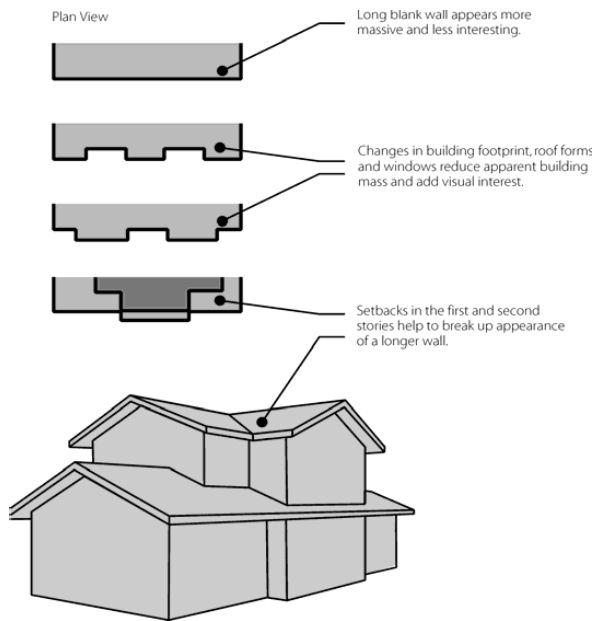 Plan View
Long blank wall appears more
massive and less interesting.
Changes in building footprint, roof forms
and windows reduce apparent building
mass and add visual interest.
Setbacks in the first and second
stories help to break up appearance
of a longer wall.